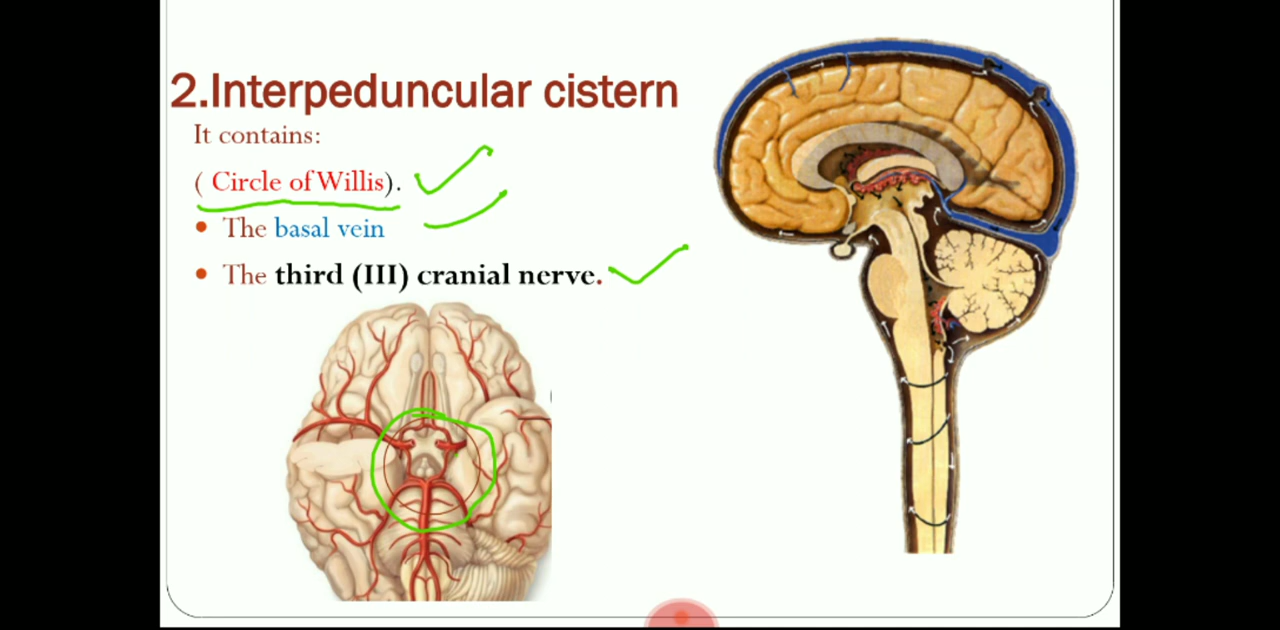 2.Interpeduncular cistern
It contains:
( Circle of Willis).
• The basal vein
• The third (III) cranial nerve.